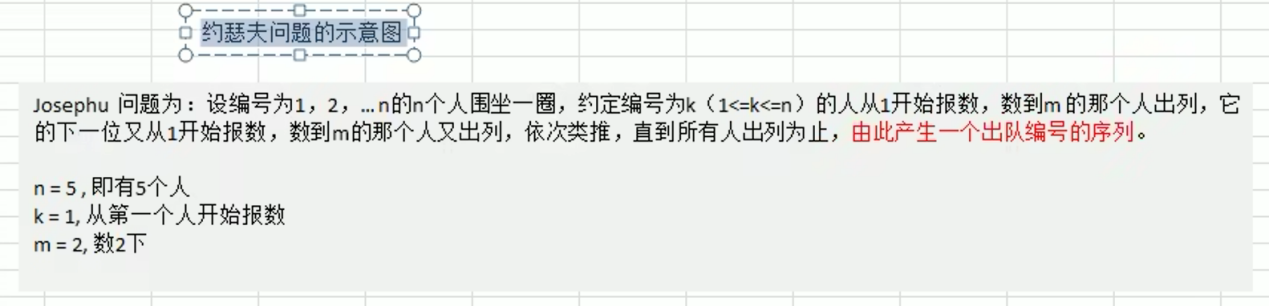 约瑟夫问题的示意图
Josephu 问题为：设编号为1，2，…n的n个人围坐一圈，约定编号为k（1<=k<=n）的人从1开始报数，数到m 的那个人出列，它
的下一位又从1开始报数，数到m的那个人又出列，依次类推，直到所有人出列为止，由此产生一个出队编号的序列。
n = 5 , 即有5个人
k = 1, 从第一个人开始报数
m = 2, 数2下